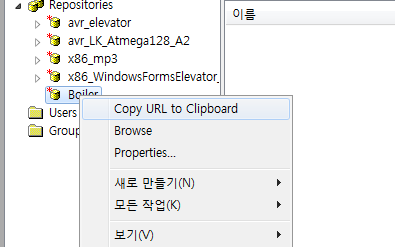 Repositories
이름
avr_elevator
avr_LK_Atmega128_A2
x86_mp3
x86_WindowsFormsElevator_
Boiler
Copy URL to Clipboard
Users
Browse
Group
Properties...
새로 만들기(N)
모든 작업(K)
보기(V)